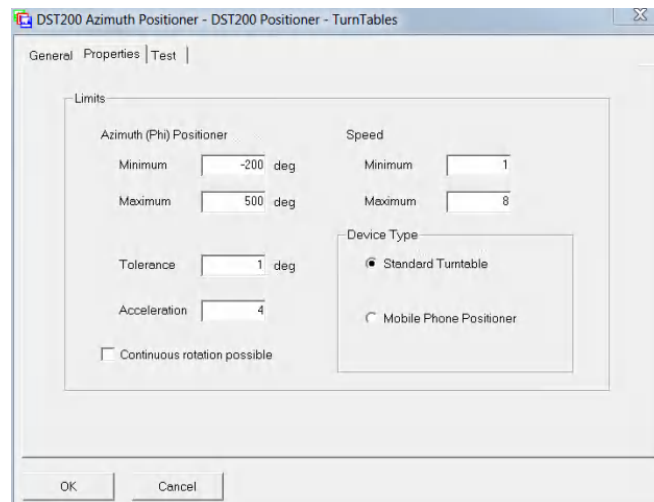 DST200 Azimuth Positioner - DST200 Positioner - TurnTables
General Properties Test
Limits
Azimuth (Phi) Positioner
Minimum -200 deg
Maximum 500 deg
Tolerance 1 deg
Acceleration 4
Continuous rotation possible
Speed
Minimum 1
Maximum 8
Device Type
Standard Turntable
Mobile Phone Positioner
OK Cancel